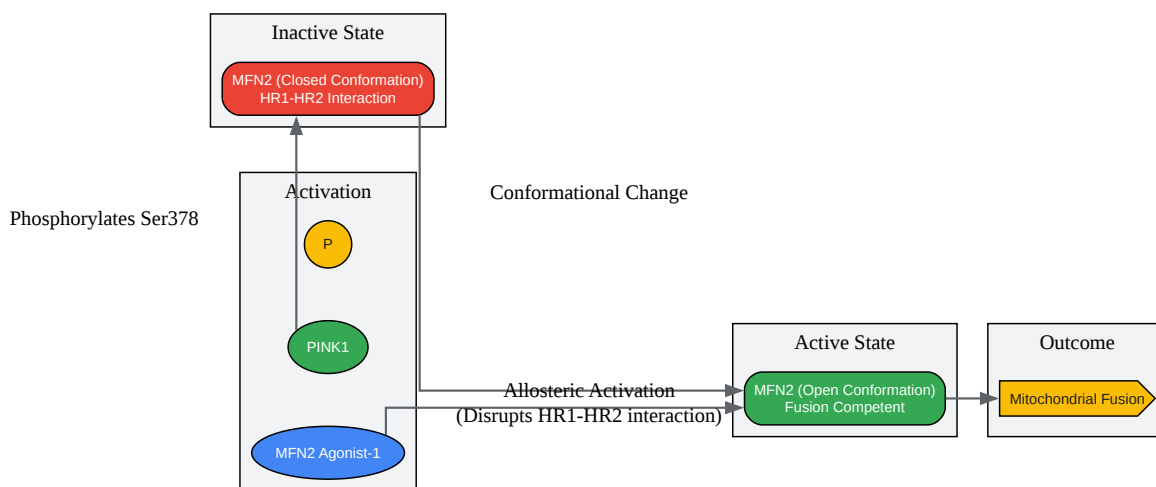 Inactive State
MFN2 (Closed Conformation)
HR1-HR2 Interaction
Activation
Conformational Change
Phosphorylates Ser378
P
PINK1
Active State
Outcome
Allosteric Activation
(Disrupts HR1-HR2 interaction)
MFN2 (Open Conformation)
Fusion Competent
Mitochondrial Fusion
MFN2 Agonist-1